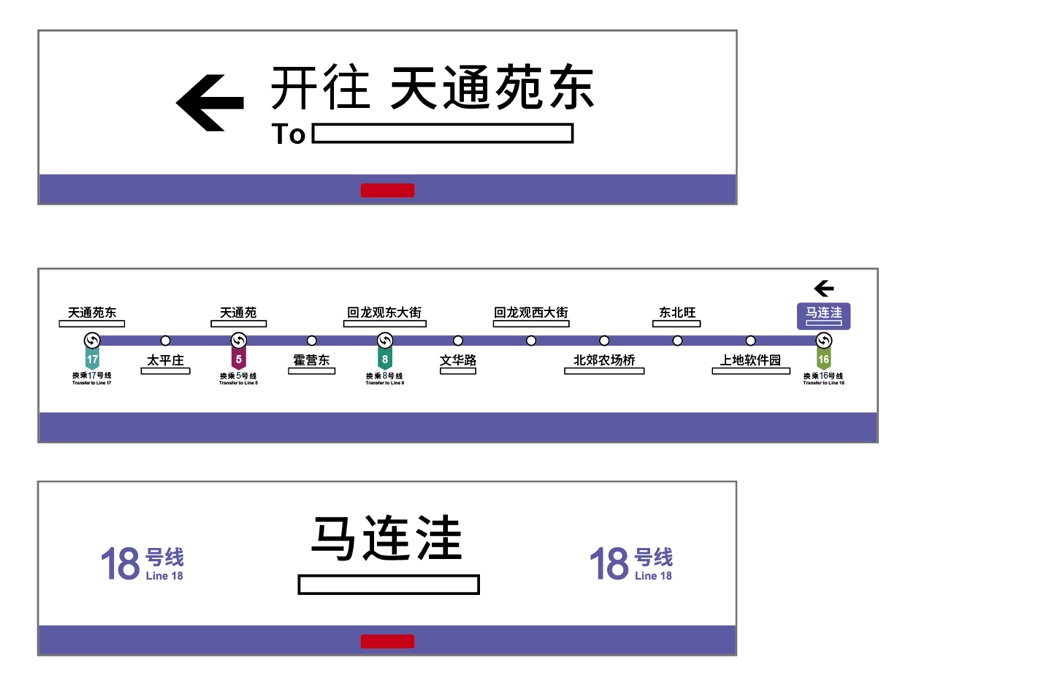 开往 天通苑东
To
天通苑东
天通苑
回龙观东大街
回龙观西大街
东北旺
马连洼
17
太平庄
5
霍营东
8
文华路
北郊农场桥
上地软件园
16
换乘17号线
Transfer to Line 17
换乘5号线
Transfer to Line 5
换乘8号线
Transfer to Line 8
换乘16号线
Transfer to Line 16
马连洼
18号线
Line 18
18号线
Line 18